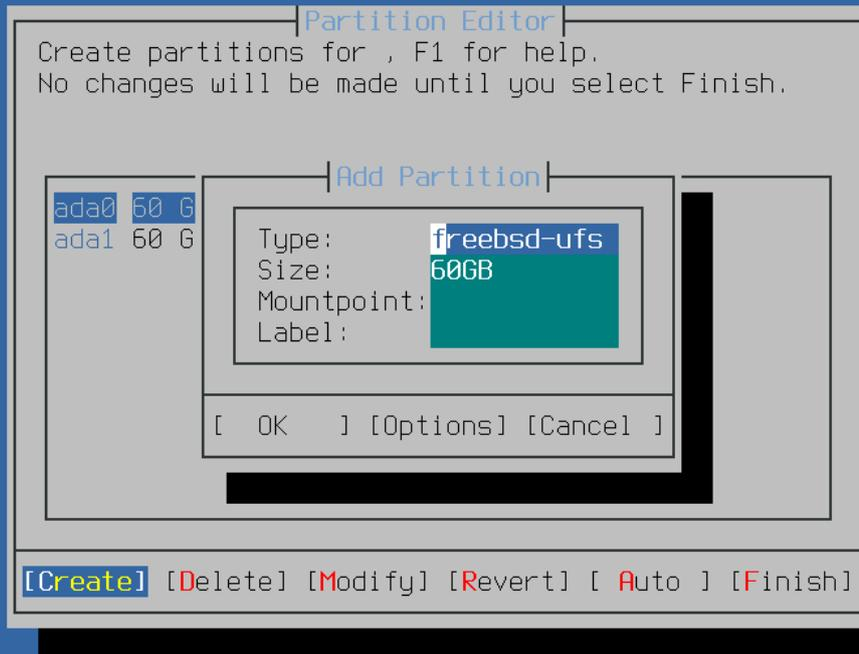 Partition Editor
Create partitions for , F1 for help.
No changes will be made until you select Finish.
Add Partition
ada0 60 G
ada1 60 G
Type: freebsd-ufs
Size: 60GB
Mountpoint:
Label:
[ OK ] [Options] [Cancel ]
[Create] [Delete] [Modify] [Revert] [ Auto ] [Finish]